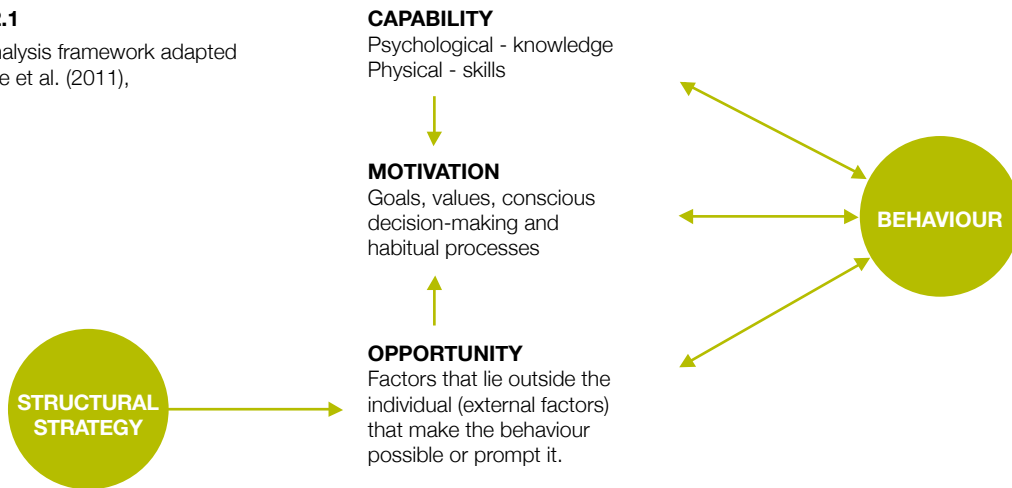 2.1
alysis framework adapted
e et al. (2011),
CAPABILITY
Psychological - knowledge
Physical - skills
MOTIVATION
Goals, values, conscious
decision-making and
habitual processes
BEHAVIOUR
OPPORTUNITY
Factors that lie outside the
individual (external factors)
that make the behaviour
possible or prompt it.
STRUCTURAL
STRATEGY